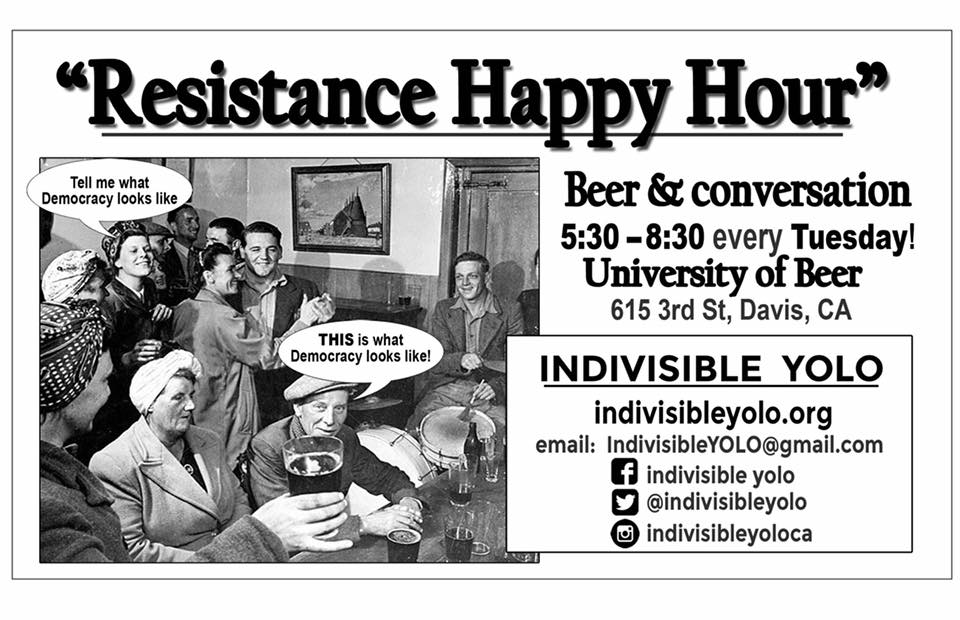 “Resistance Happy Hour”
Tell me what
Democracy looks like
THIS is what
Democracy looks like!
Beer & conversation
5:30 – 8:30 every Tuesday!
University of Beer
615 3rd St, Davis, CA
INDIVISIBLE YOLO
indivisibleyolo.org
email: IndivisibleYOLO@gmail.com
indivisible yolo
@indivisibleyolo
indivisibleyoloca